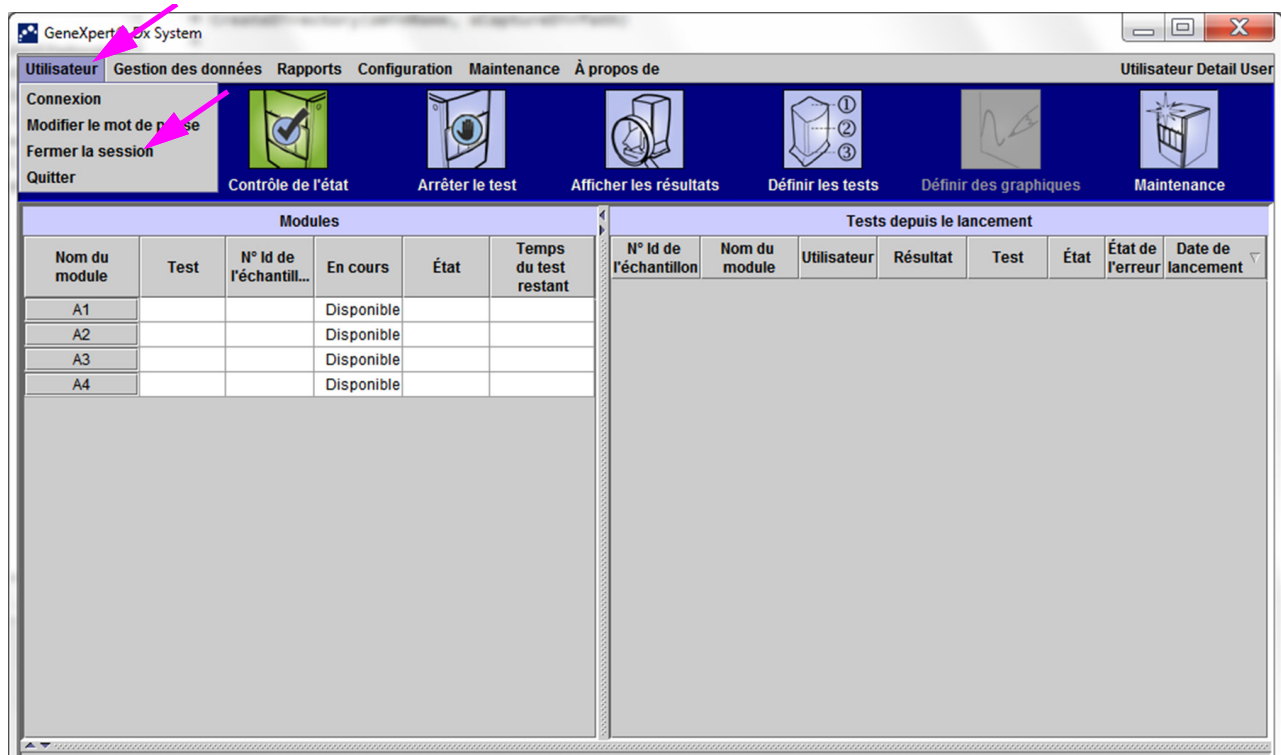 GeneXpert Dx System
Utilisateur Gestion des données Rapports Configuration Maintenance À propos de Utilisateur Detail User
Connexion
Modifier le mot de passe
Fermer la session
Quitter
Contrôle de l'état Arrêter le test Afficher les résultats Définir les tests Définir des graphiques Maintenance
① ② ③
Modules
Nom du module Test N° Id de l'échantill... En cours État Temps du test restant
A1 Disponible
A2 Disponible
A3 Disponible
A4 Disponible
Tests depuis le lancement
N° Id de l'échantillon Nom du module Utilisateur Résultat Test État État de l'erreur Date de lancement